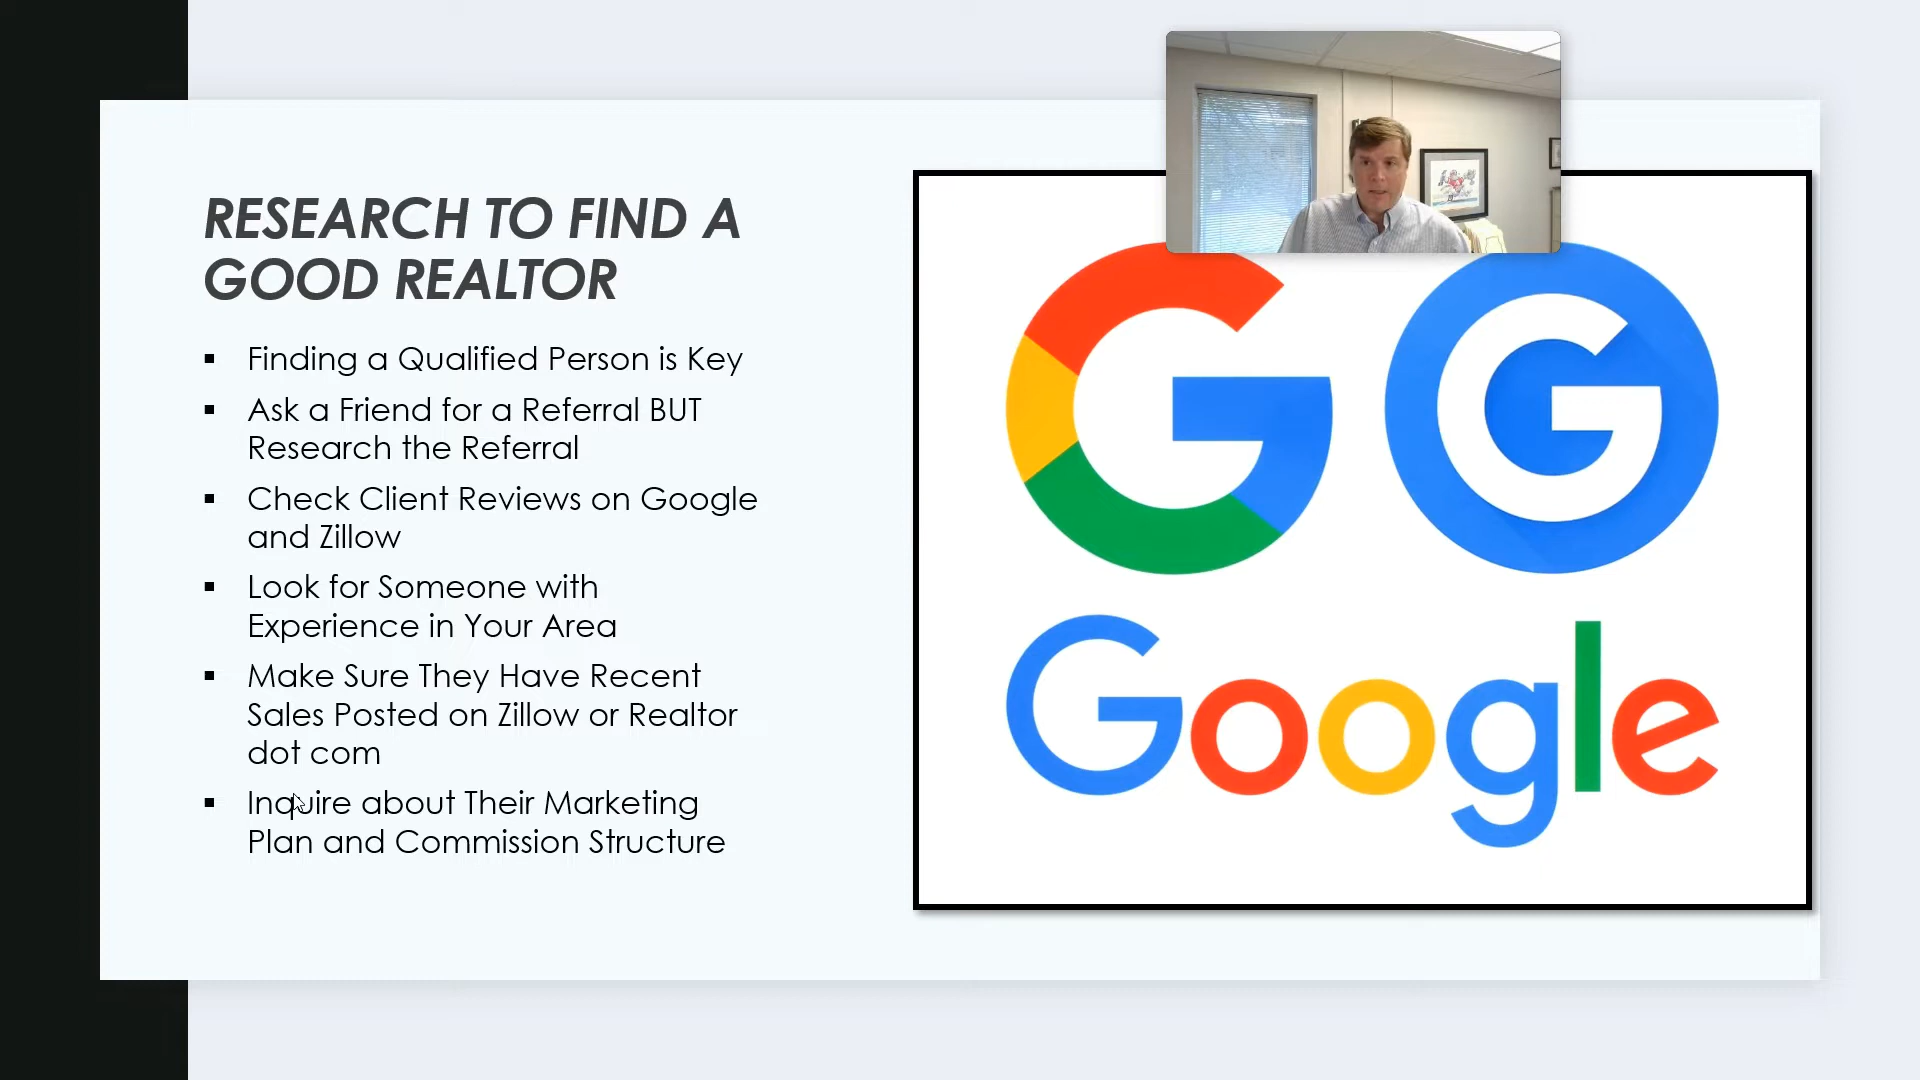 RESEARCH TO FIND A
GOOD REALTOR
▪ Finding a Qualified Person is Key
▪ Ask a Friend for a Referral BUT
Research the Referral
▪ Check Client Reviews on Google
and Zillow
▪ Look for Someone with
Experience in Your Area
▪ Make Sure They Have Recent
Sales Posted on Zillow or Realtor
dot com
▪ Inquire about Their Marketing
Plan and Commission Structure
G G
Google